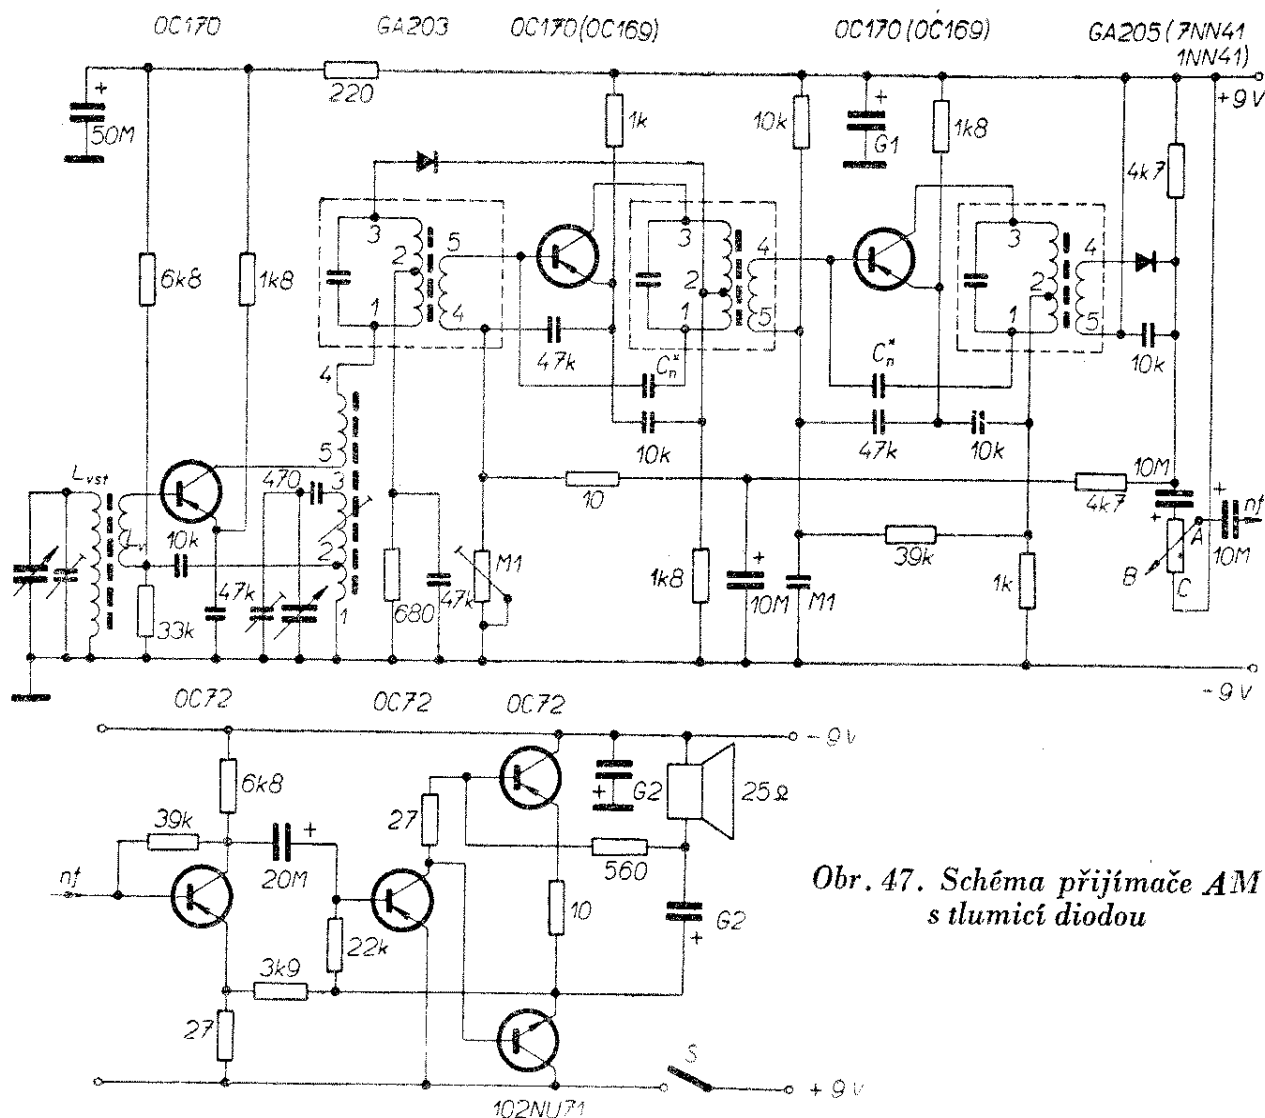 OC170 GA203 OC170(OC169) OC170(OC169) GA205(7NN41
1NN41)
+
50M
220
1k
10k
+
G1
1k8
+9V
4k7
6k8
1k8
3
2
1
5
4
3
2
1
4
5
3
2
1
4
5
47k
Cn*
10k
Cn*
47k
10k
10k
4
5
3
2
1
Lvst
Lv
10k
470
47k
33k
680
47k
M1
10
1k8
+
10M
M1
39k
4k7
1k
10M
+
A
B
C
+
10M
nf
-9V
OC72 OC72 OC72
-9V
6k8
39k
+
20M
nf
27
G2
+
25Ω
560
10
G2
+
22k
3k9
27
S
+9V
102NU71
Obr. 47. Schéma přijímače AM
s tlumicí diodou